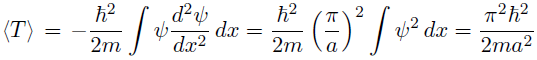 ⟨T⟩ = −ħ²/2m ∫ ψ d²ψ/dx² dx = ħ²/2m (π/a)² ∫ ψ² dx = π²ħ²/2ma²